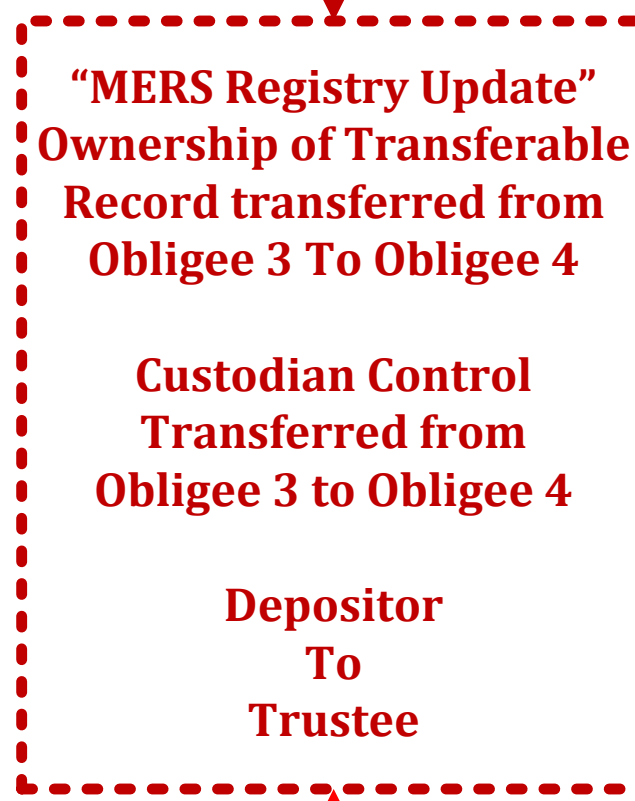 “MERS Registry Update”
Ownership of Transferable
Record transferred from
Obligee 3 To Obligee 4
Custodian Control
Transferred from
Obligee 3 to Obligee 4
Depositor
To
Trustee